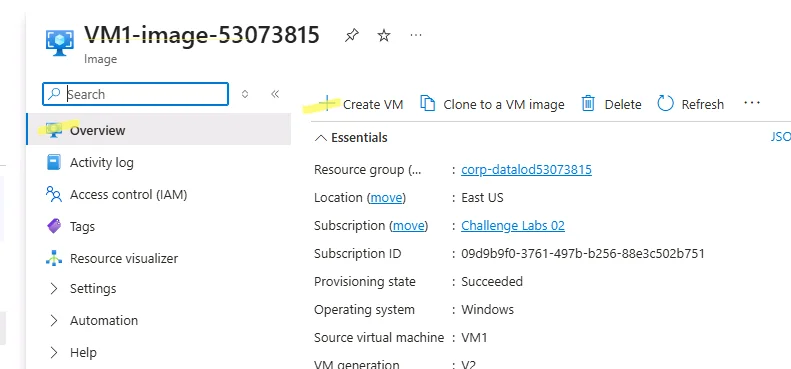 VM1-image-53073815
Image
Search
Create VM
Clone to a VM image
Delete
Refresh
Overview
Essentials
JSO
Activity log
Resource group (... : corp-datalod53073815
Access control (IAM)
Location (move) : East US
Tags
Subscription (move) : Challenge Labs 02
Resource visualizer
Subscription ID : 09d9b9f0-3761-497b-b256-88e3c502b751
Settings
Provisioning state : Succeeded
Automation
Operating system : Windows
Source virtual machine : VM1
Help
VM generation : V2